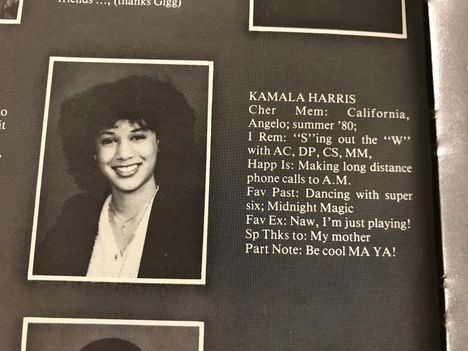 friends ..., (thanks Gigg)
KAMALA HARRIS
Cher Mem: California,
Angelo; summer '80;
I Rem: "S"ing out the "W"
with AC, DP, CS, MM,
Happ Is: Making long distance
phone calls to A.M.
Fav Past: Dancing with super
six; Midnight Magic
Fav Ex: Naw, I'm just playing!
Sp Thks to: My mother
Part Note: Be cool MA YA!